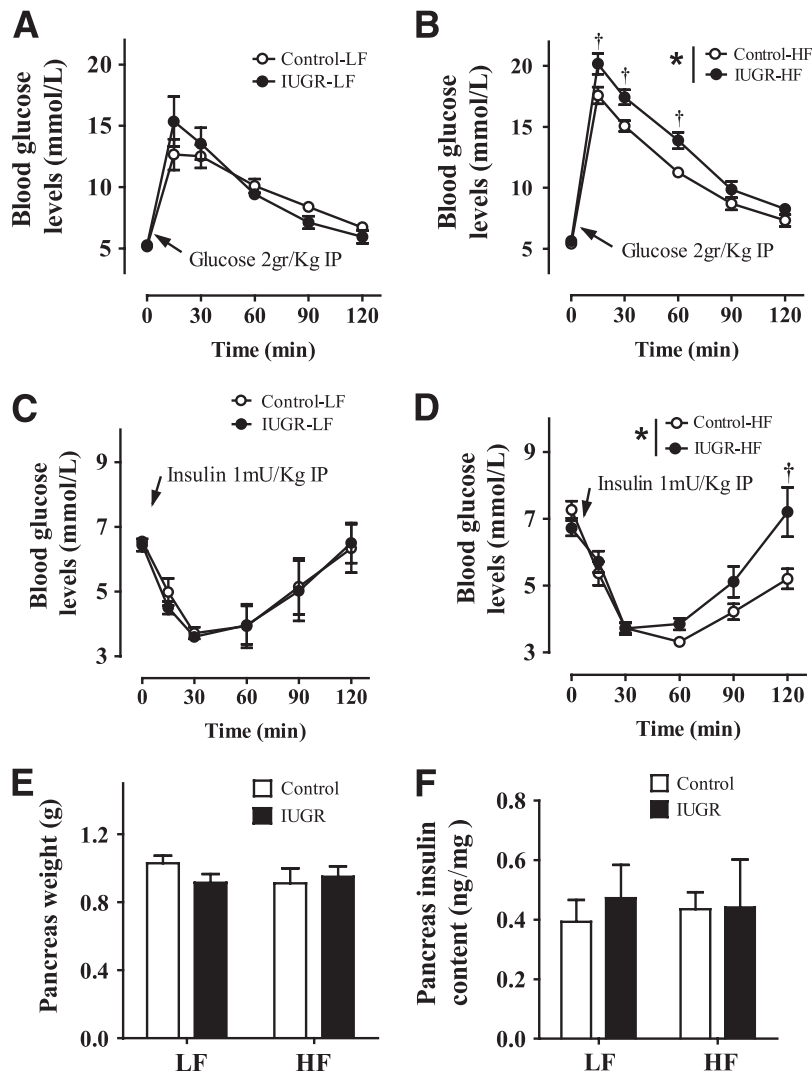 A
Control-LF
IUGR-LF
20
15
10
5
Blood glucose
levels (mmol/L)
Glucose 2gr/Kg IP
0 30 60 90 120
Time (min)
B
Control-HF
IUGR-HF
*
† † †
20
15
10
5
Blood glucose
levels (mmol/L)
Glucose 2gr/Kg IP
0 30 60 90 120
Time (min)
C
Control-LF
IUGR-LF
9
7
5
3
Blood glucose
levels (mmol/L)
Insulin 1mU/Kg IP
0 30 60 90 120
Time (min)
D
Control-HF
IUGR-HF
*
†
9
7
5
3
Blood glucose
levels (mmol/L)
Insulin 1mU/Kg IP
0 30 60 90 120
Time (min)
E
Control
IUGR
1.2
0.8
0.4
0.0
Pancreas weight (g)
LF HF
F
Control
IUGR
0.8
0.6
0.4
0.2
0.0
Pancreas insulin
content (ng/mg )
LF HF